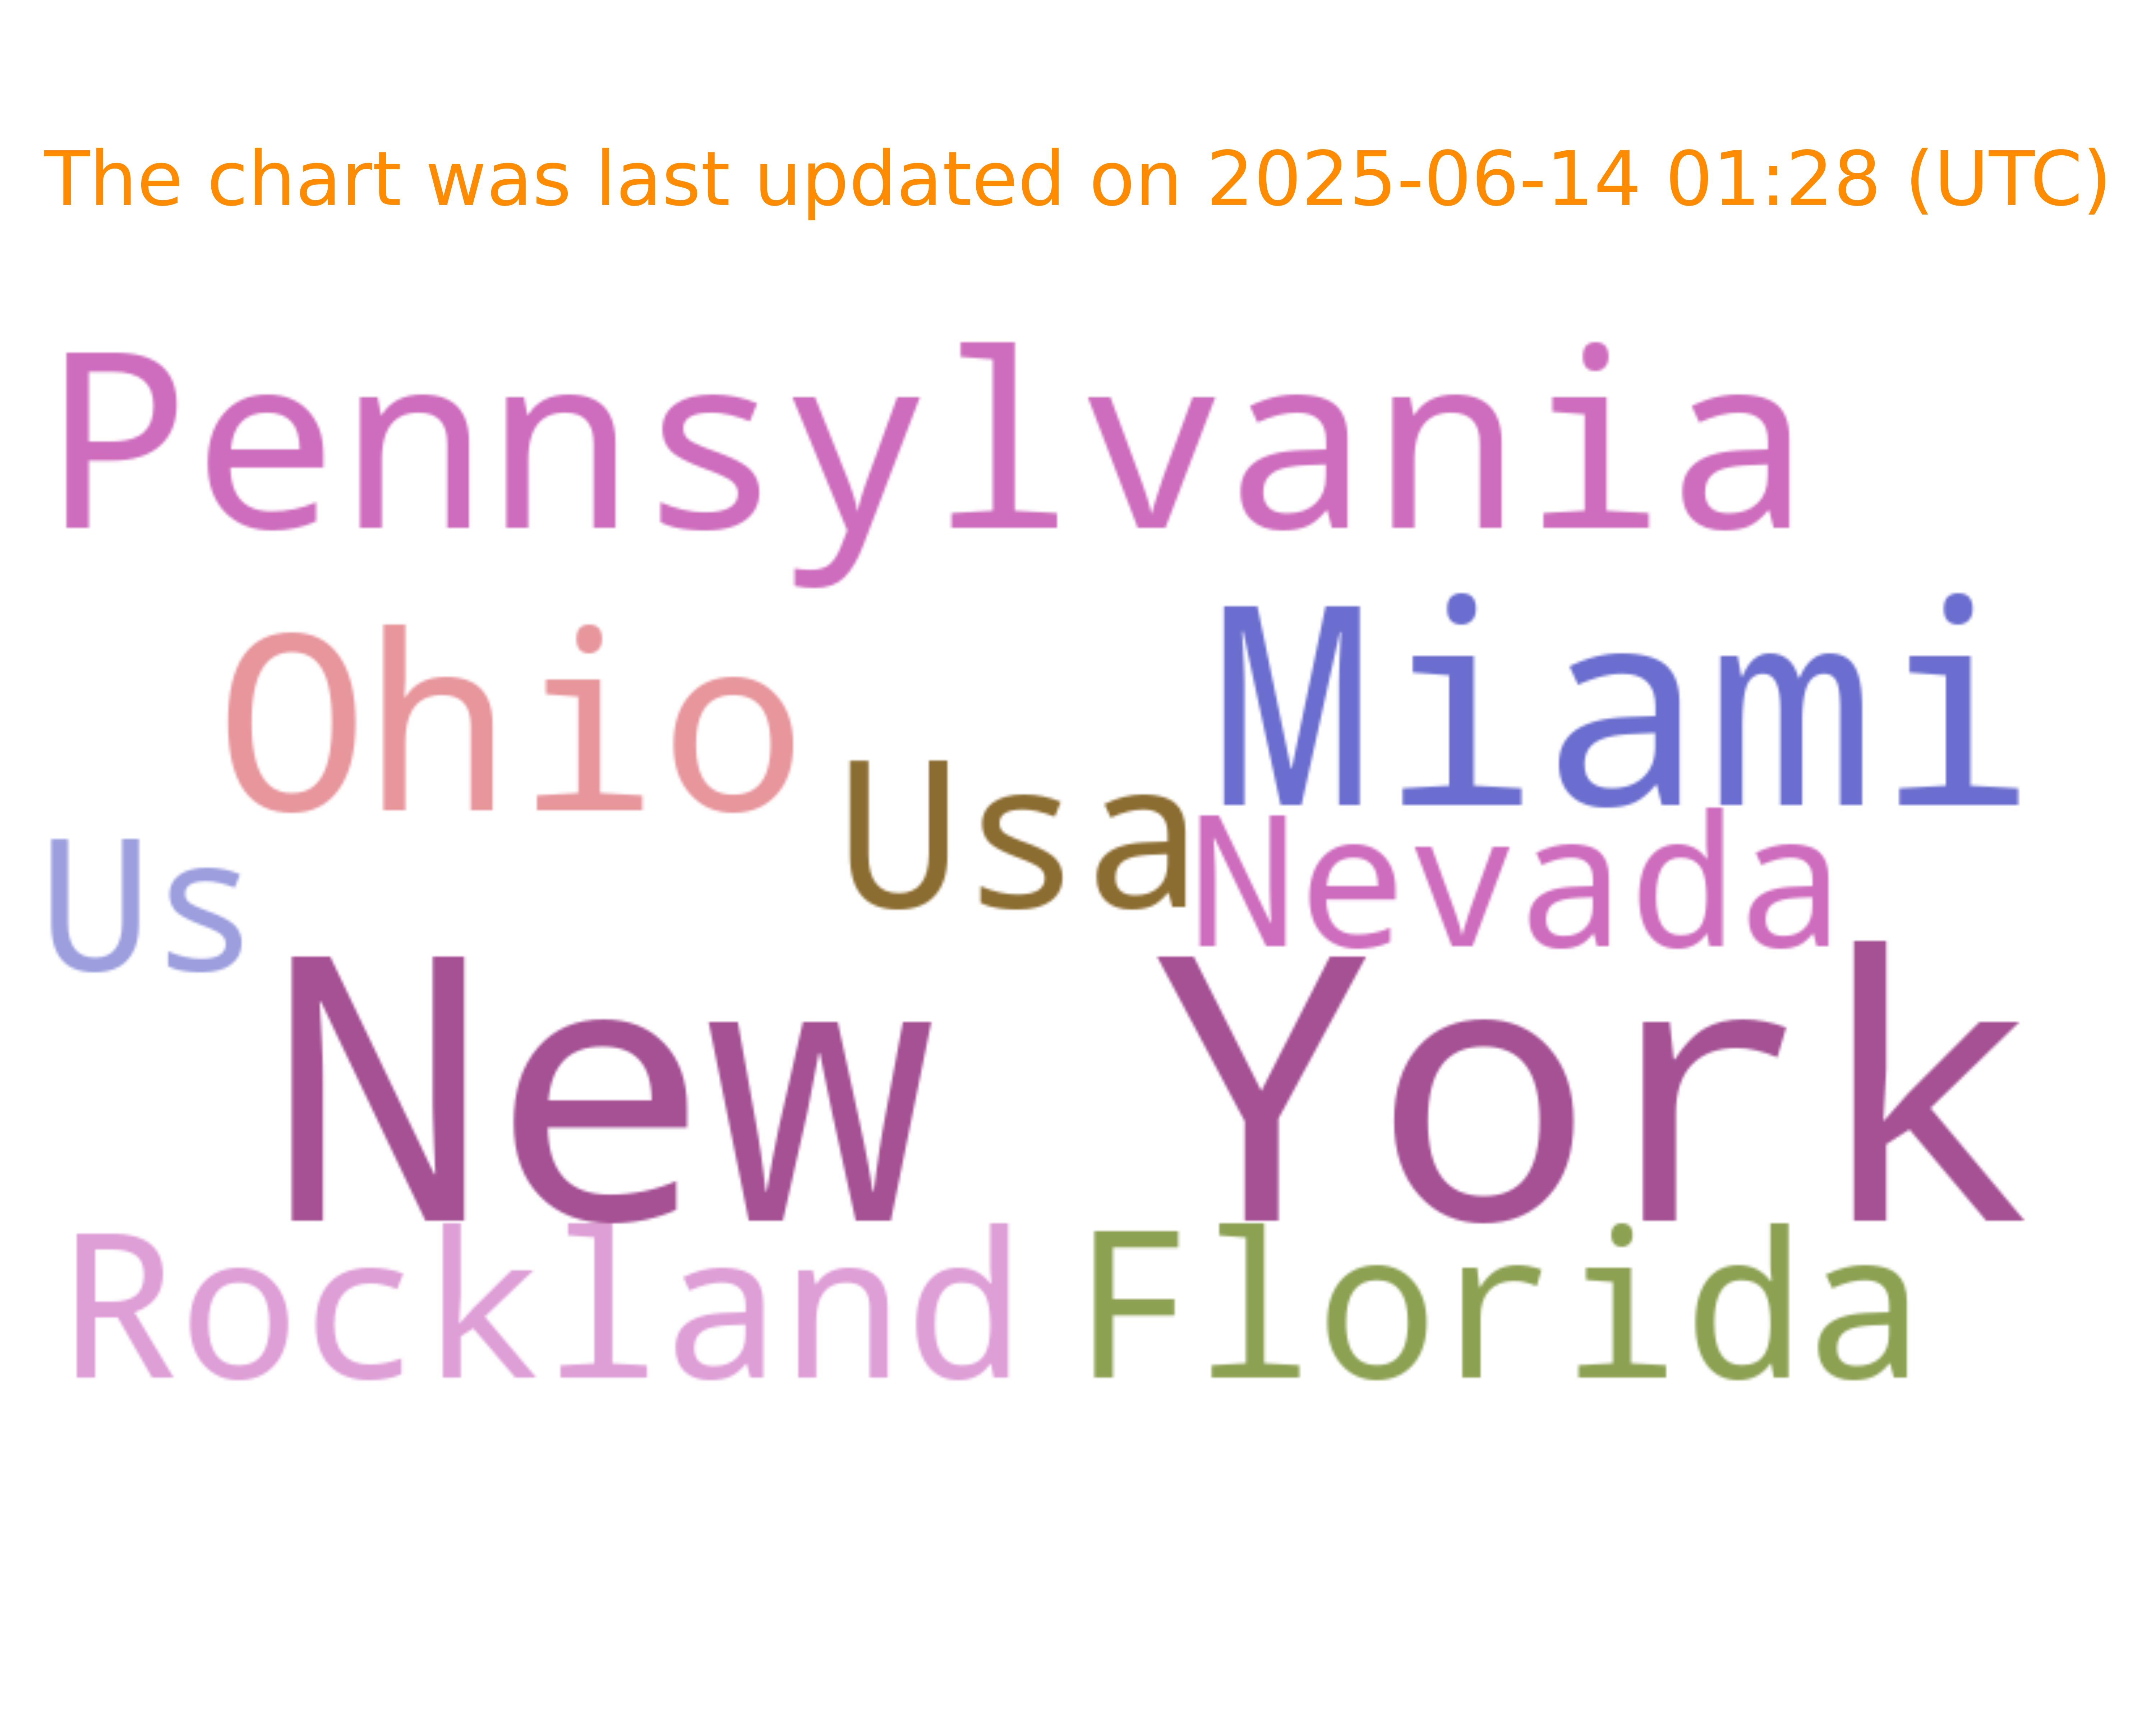 The chart was last updated on 2025-06-14 01:28 (UTC)
Pennsylvania
Ohio
Miami
Usa
Us
Nevada
New York
Rockland
Florida